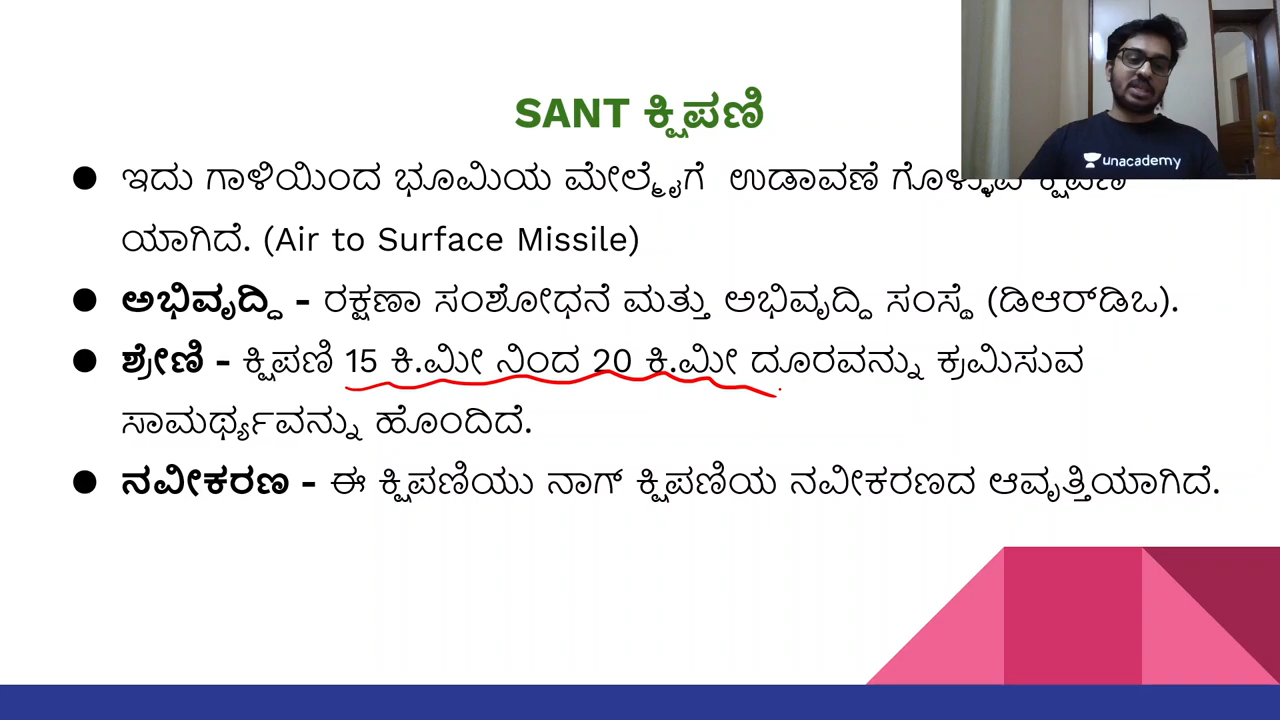 SANT ಕ್ಷಿಪಣಿ
unacademy
● ಇದು ಗಾಳಿಯಿಂದ ಭೂಮಿಯ ಮೇಲ್ಮೈಗೆ ಉಡಾವಣೆ
ಯಾಗಿದೆ. (Air to Surface Missile)
● ಅಭಿವೃದ್ಧಿ - ರಕ್ಷಣಾ ಸಂಶೋಧನೆ ಮತ್ತು ಅಭಿವೃದ್ಧಿ ಸಂಸ್ಥೆ (ಡಿಆರ್‌ಡಿಒ).
● ಶ್ರೇಣಿ - ಕ್ಷಿಪಣಿ 15 ಕಿ.ಮೀ ನಿಂದ 20 ಕಿ.ಮೀ ದೂರವನ್ನು ಕ್ರಮಿಸುವ
ಸಾಮರ್ಥ್ಯವನ್ನು ಹೊಂದಿದೆ.
● ನವೀಕರಣ - ಈ ಕ್ಷಿಪಣಿಯು ನಾಗ್ ಕ್ಷಿಪಣಿಯ ನವೀಕರಣದ ಆವೃತ್ತಿಯಾಗಿದೆ.